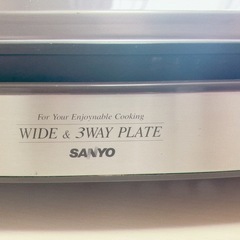 For Your Enjoyable Cooking
WIDE & 3WAY PLATE
SANYO